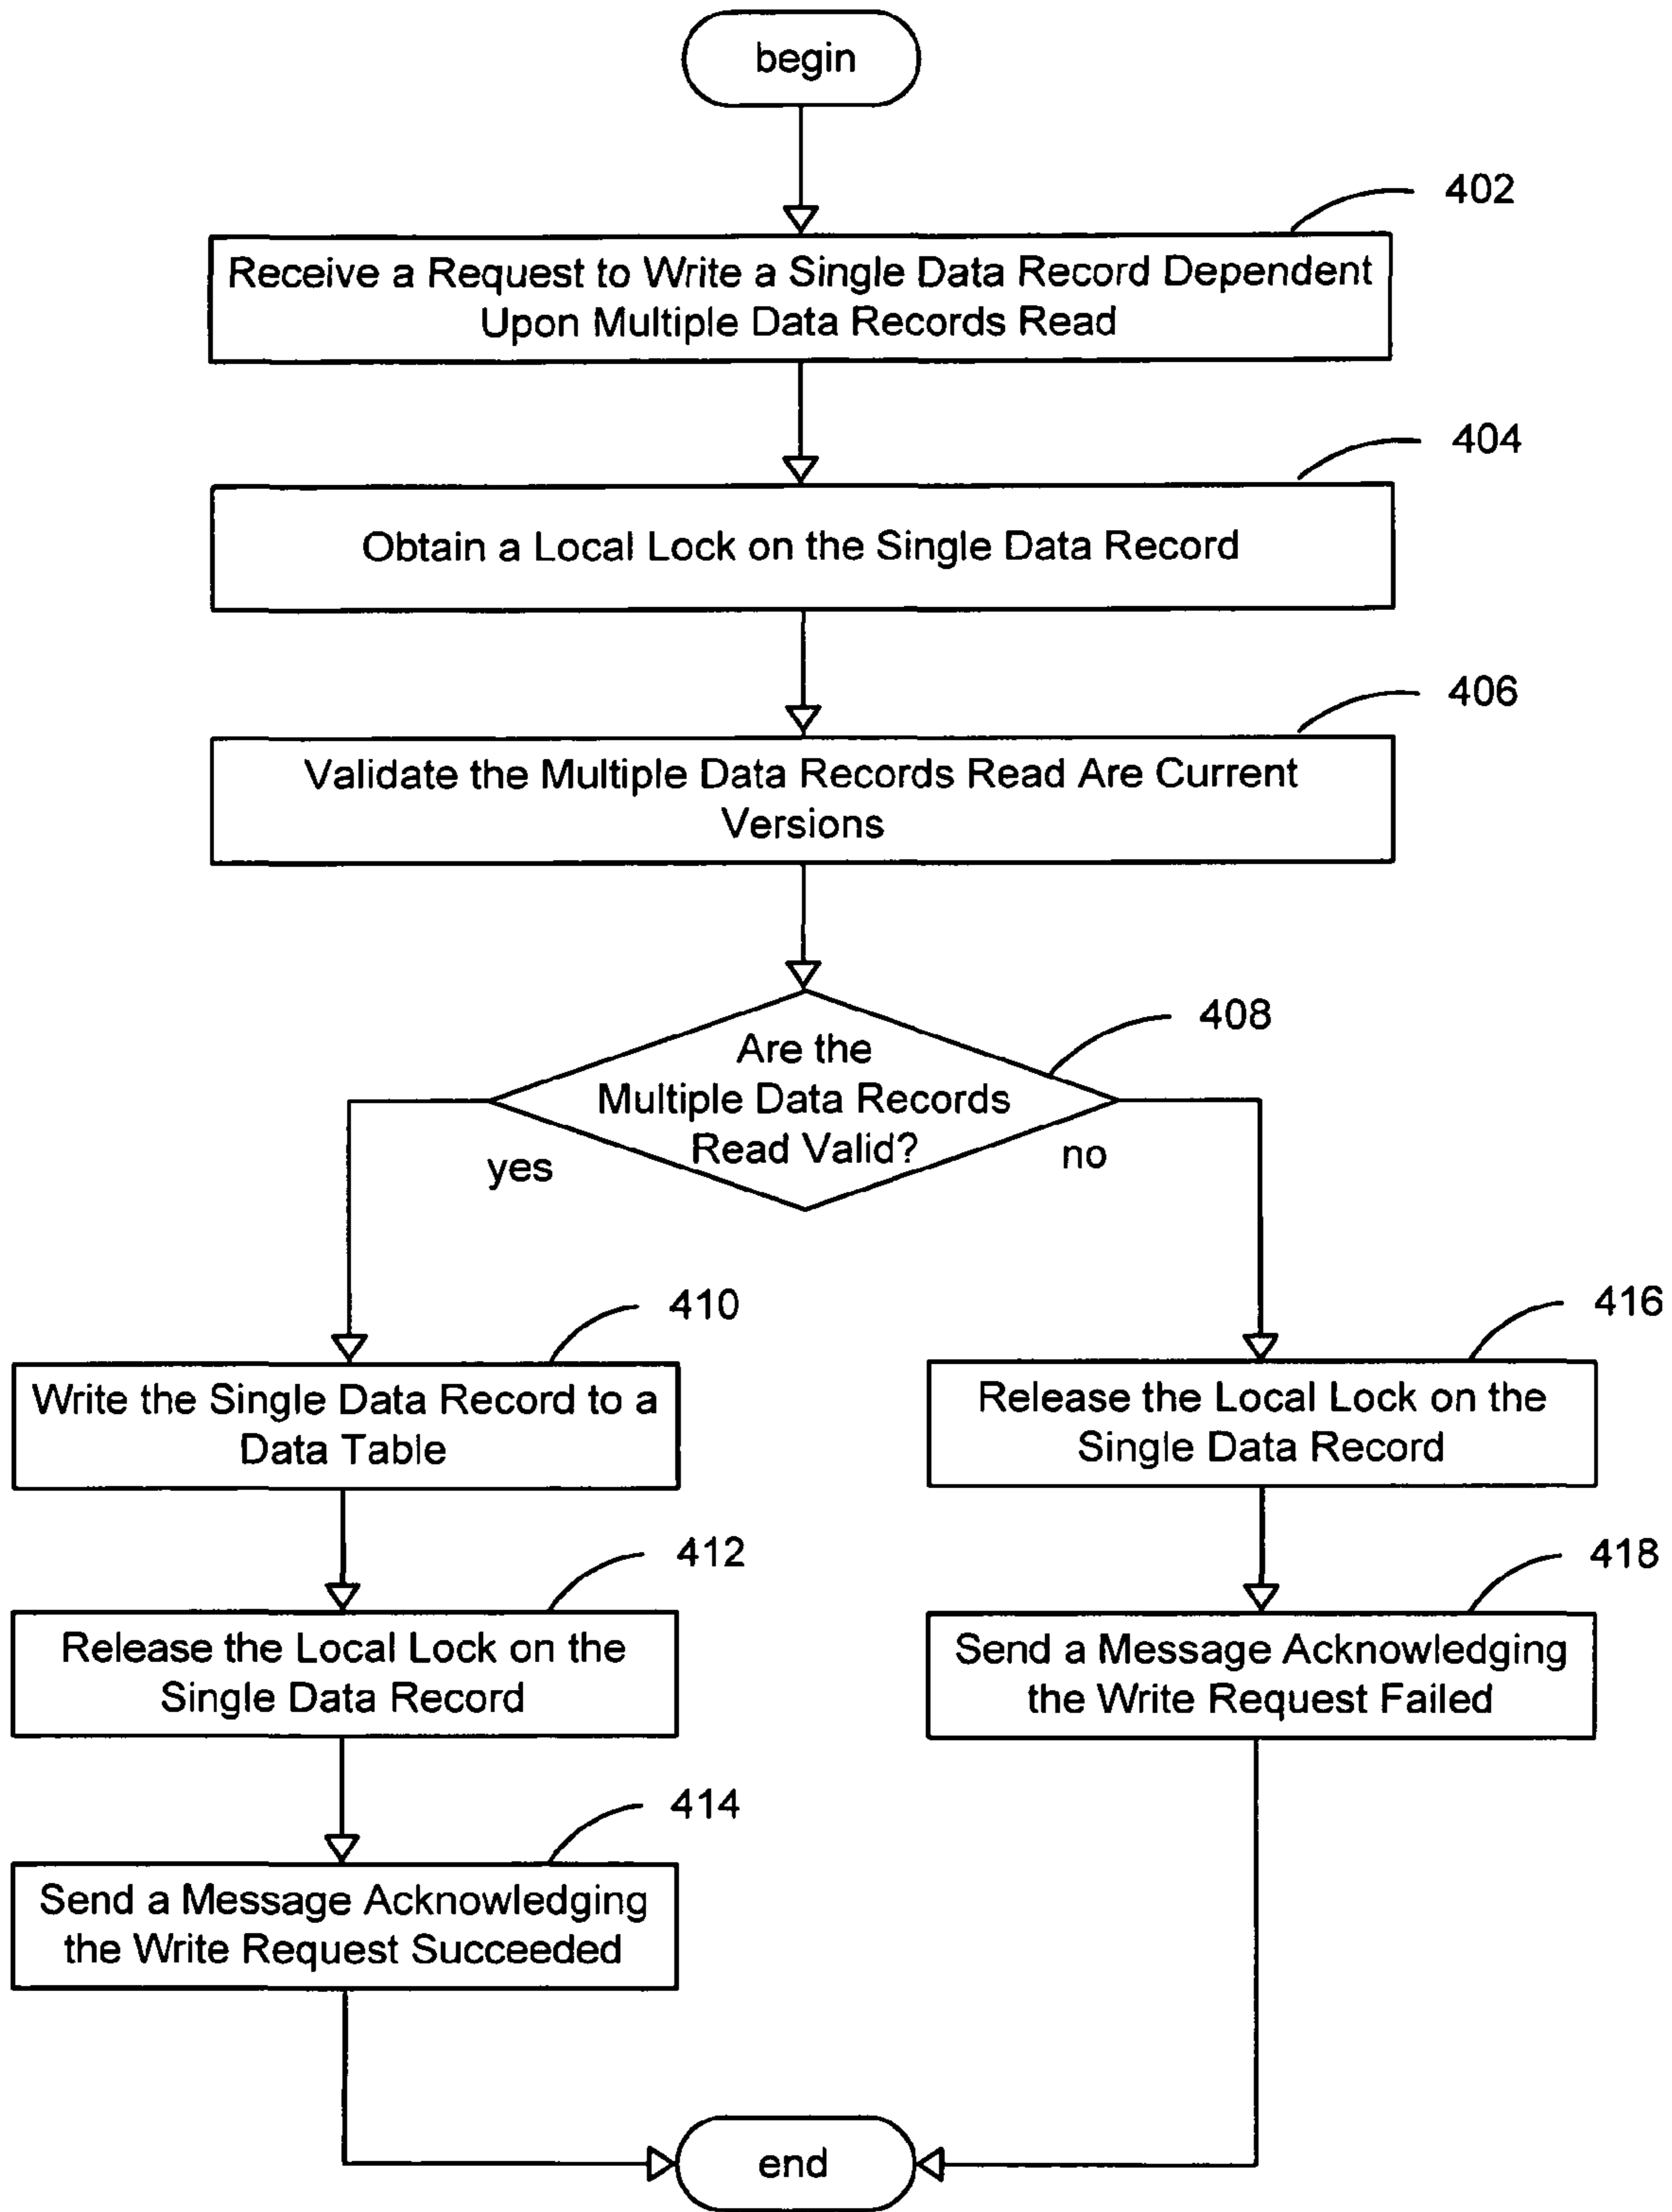 begin
402
Receive a Request to Write a Single Data Record Dependent
Upon Multiple Data Records Read
404
Obtain a Local Lock on the Single Data Record
406
Validate the Multiple Data Records Read Are Current
Versions
408
Are the
Multiple Data Records
Read Valid?
yes
no
410
Write the Single Data Record to a
Data Table
412
Release the Local Lock on the
Single Data Record
414
Send a Message Acknowledging
the Write Request Succeeded
416
Release the Local Lock on the
Single Data Record
418
Send a Message Acknowledging
the Write Request Failed
end